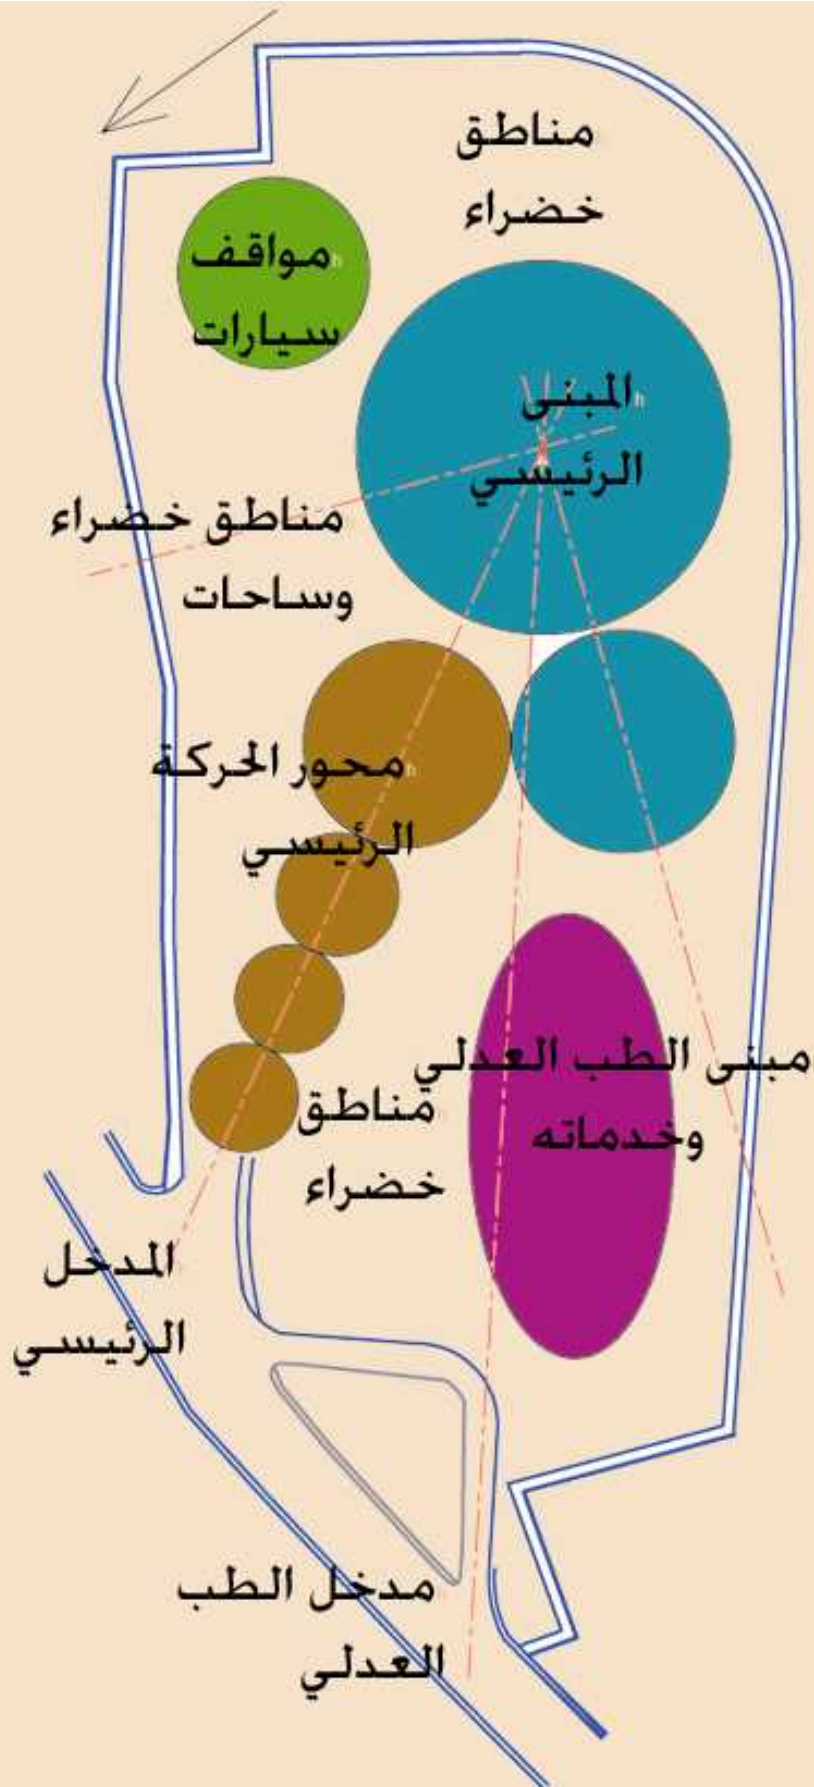 مناطق
خضراء
مواقف
سيارات
المبنى
الرئيسي
مناطق خضراء
وساحات
محور الحركة
الرئيسي
مبنى الطب العدلي
وخدماته
مناطق
خضراء
المدخل
الرئيسي
مدخل الطب
العدلي